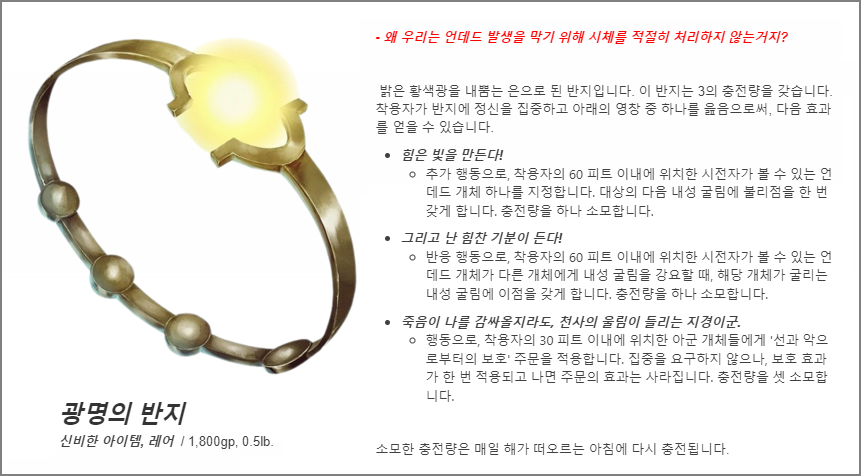 - 왜 우리는 언데드 발생을 막기 위해 시체를 적절히 처리하지 않는거지?
밝은 황색광을 내뿜는 은으로 된 반지입니다. 이 반지는 3의 충전량을 갖습니다.
착용자가 반지에 정신을 집중하고 아래의 영창 중 하나를 읊음으로써, 다음 효과
를 얻을 수 있습니다.
• 힘은 빛을 만든다!
○ 추가 행동으로, 착용자의 60 피트 이내에 위치한 시전자가 볼 수 있는 언
데드 개체 하나를 지정합니다. 대상의 다음 내성 굴림에 불리점을 한 번
갖게 합니다. 충전량을 하나 소모합니다.
• 그리고 난 힘찬 기분이 든다!
○ 반응 행동으로, 착용자의 60 피트 이내에 위치한 시전자가 볼 수 있는 언
데드 개체가 다른 개체에게 내성 굴림을 강요할 때, 해당 개체가 굴리는
내성 굴림에 이점을 갖게 합니다. 충전량을 하나 소모합니다.
• 죽음이 나를 감싸올지라도, 천사의 울림이 들리는 지경이군.
○ 행동으로, 착용자의 30 피트 이내에 위치한 아군 개체들에게 '선과 악으
로부터의 보호' 주문을 적용합니다. 집중을 요구하지 않으나, 보호 효과
가 한 번 적용되고 나면 주문의 효과는 사라집니다. 충전량을 셋 소모합
니다.
소모한 충전량은 매일 해가 떠오르는 아침에 다시 충전됩니다.
광명의 반지
신비한 아이템, 레어 / 1,800gp, 0.5lb.